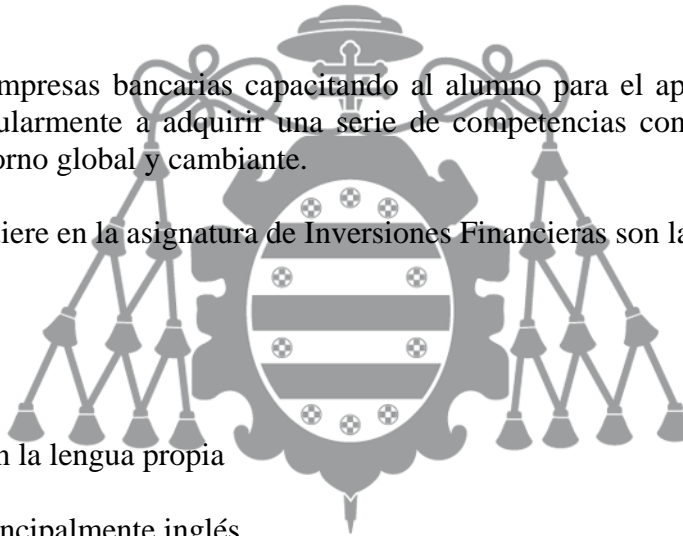 mpresas bancarias capacitando al alumno para el ap
ularmente a adquirir una serie de competencias con
orno global y cambiante.
iere en la asignatura de Inversiones Financieras son la
n la lengua propia
ncipalmente inglés